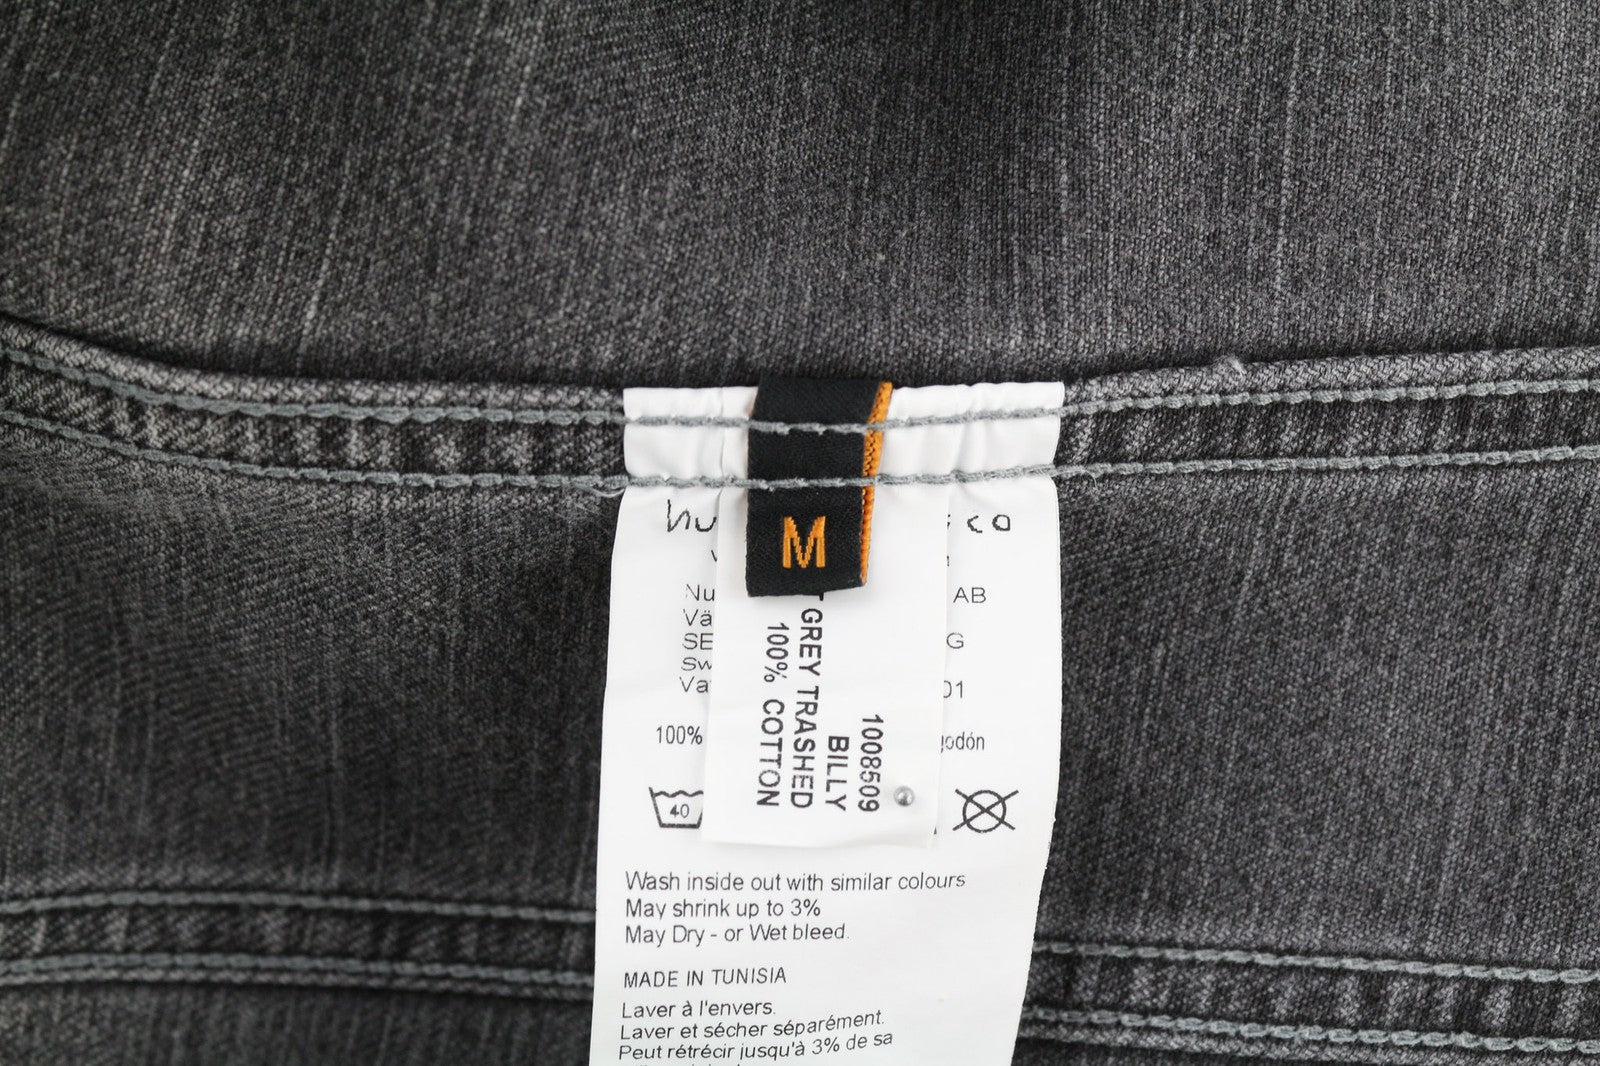 M
AB
G
01
100%
40
GREY TRASHED
100% COTTON
1008509
BILLY
Wash inside out with similar colours
May shrink up to 3%
May Dry - or Wet bleed.
MADE IN TUNISIA
Laver à l'envers.
Laver et sécher séparément.
Peut rétrécir jusqu'à 3% de sa